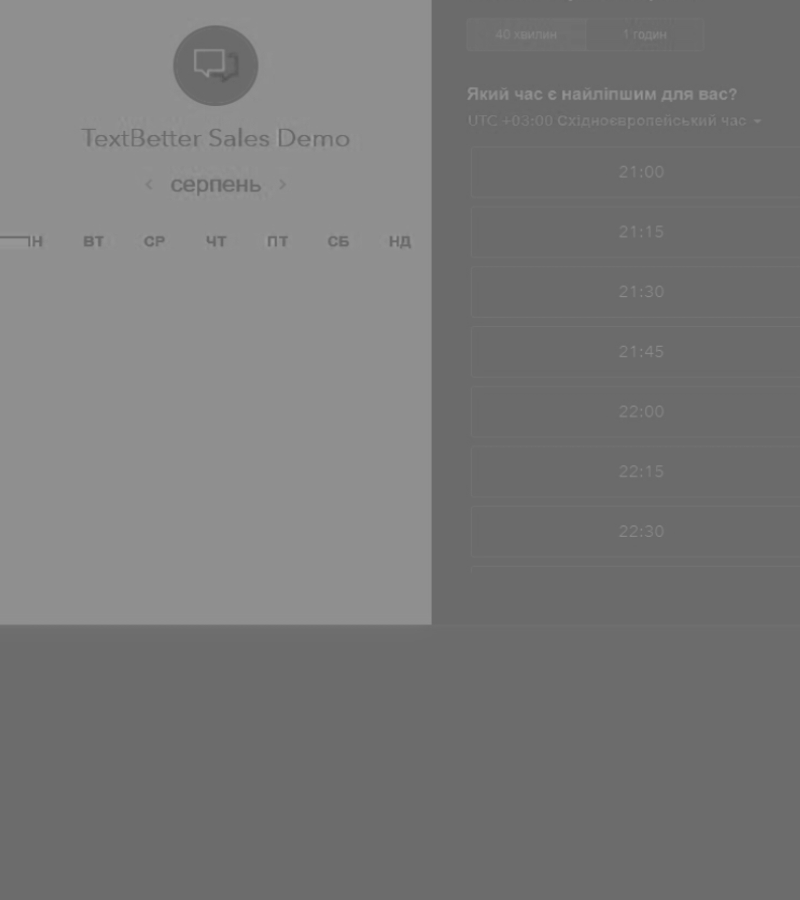 TextBetter Sales Demo
серпень
ВТ СР ЧТ ПТ СБ НД
40 хвилин 1 годин
Який час є найліпшим для вас?
UTC +03:00 Східноєвропейський час
21:00
21:15
21:30
21:45
22:00
22:15
22:30